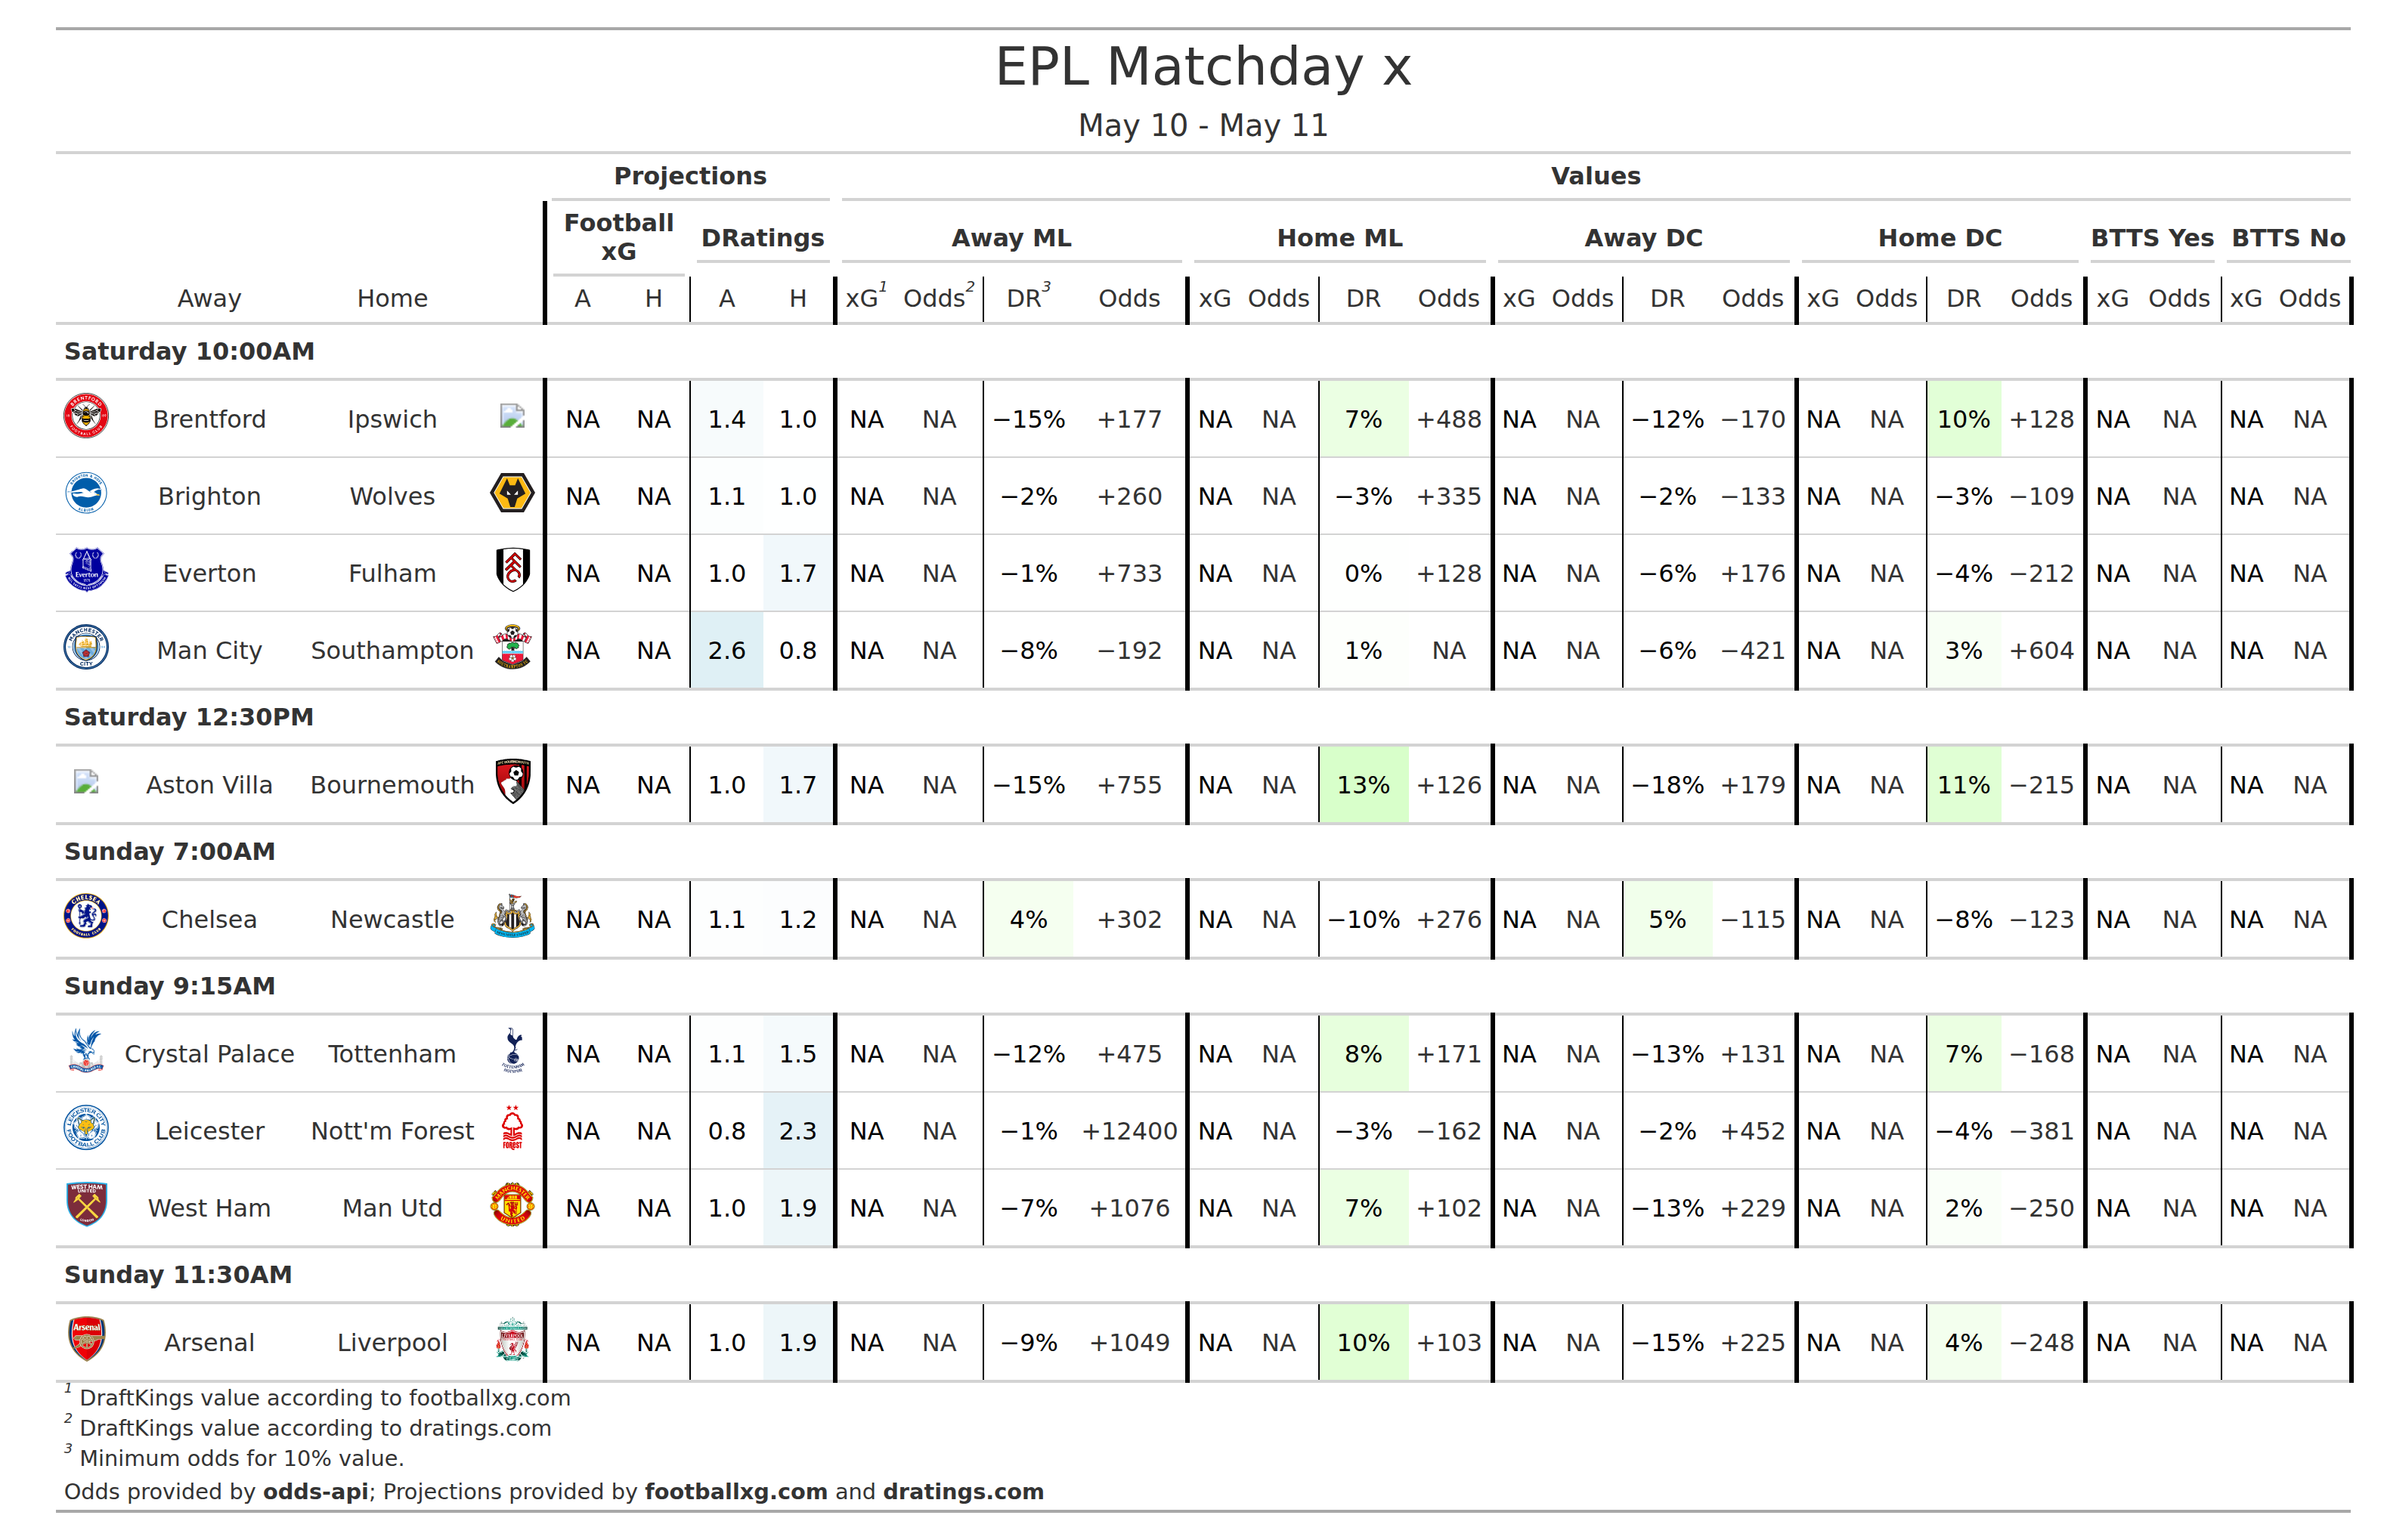 EPL Matchday x
May 10 - May 11
Projections Values
Football xG DRatings Away ML Home ML Away DC Home DC BTTS Yes BTTS No
Away Home A H A H xG1 Odds2 DR3 Odds xG Odds DR Odds xG Odds DR Odds xG Odds DR Odds xG Odds xG Odds
Saturday 10:00AM
Brentford Ipswich NA NA 1.4 1.0 NA NA −15% +177 NA NA 7% +488 NA NA −12% −170 NA NA 10% +128 NA NA NA NA
Brighton Wolves NA NA 1.1 1.0 NA NA −2% +260 NA NA −3% +335 NA NA −2% −133 NA NA −3% −109 NA NA NA NA
Everton Fulham NA NA 1.0 1.7 NA NA −1% +733 NA NA 0% +128 NA NA −6% +176 NA NA −4% −212 NA NA NA NA
Man City Southampton NA NA 2.6 0.8 NA NA −8% −192 NA NA 1% NA NA NA −6% −421 NA NA 3% +604 NA NA NA NA
Saturday 12:30PM
Aston Villa Bournemouth NA NA 1.0 1.7 NA NA −15% +755 NA NA 13% +126 NA NA −18% +179 NA NA 11% −215 NA NA NA NA
Sunday 7:00AM
Chelsea Newcastle NA NA 1.1 1.2 NA NA 4% +302 NA NA −10% +276 NA NA 5% −115 NA NA −8% −123 NA NA NA NA
Sunday 9:15AM
Crystal Palace Tottenham NA NA 1.1 1.5 NA NA −12% +475 NA NA 8% +171 NA NA −13% +131 NA NA 7% −168 NA NA NA NA
Leicester Nott'm Forest NA NA 0.8 2.3 NA NA −1% +12400 NA NA −3% −162 NA NA −2% +452 NA NA −4% −381 NA NA NA NA
West Ham Man Utd NA NA 1.0 1.9 NA NA −7% +1076 NA NA 7% +102 NA NA −13% +229 NA NA 2% −250 NA NA NA NA
Sunday 11:30AM
Arsenal Liverpool NA NA 1.0 1.9 NA NA −9% +1049 NA NA 10% +103 NA NA −15% +225 NA NA 4% −248 NA NA NA NA
1 DraftKings value according to footballxg.com
2 DraftKings value according to dratings.com
3 Minimum odds for 10% value.
Odds provided by odds-api; Projections provided by footballxg.com and dratings.com